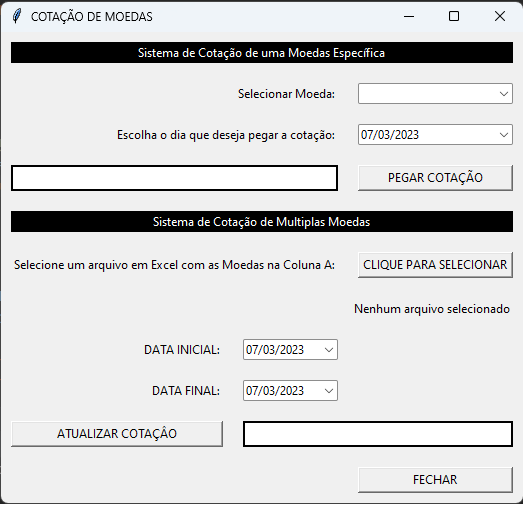 COTAÇÃO DE MOEDAS
Sistema de Cotação de uma Moedas Específica
Selecionar Moeda:
Escolha o dia que deseja pegar a cotação: 07/03/2023
PEGAR COTAÇÃO
Sistema de Cotação de Multiplas Moedas
Selecione um arquivo em Excel com as Moedas na Coluna A: CLIQUE PARA SELECIONAR
Nenhum arquivo selecionado
DATA INICIAL: 07/03/2023
DATA FINAL: 07/03/2023
ATUALIZAR COTAÇÂO
FECHAR